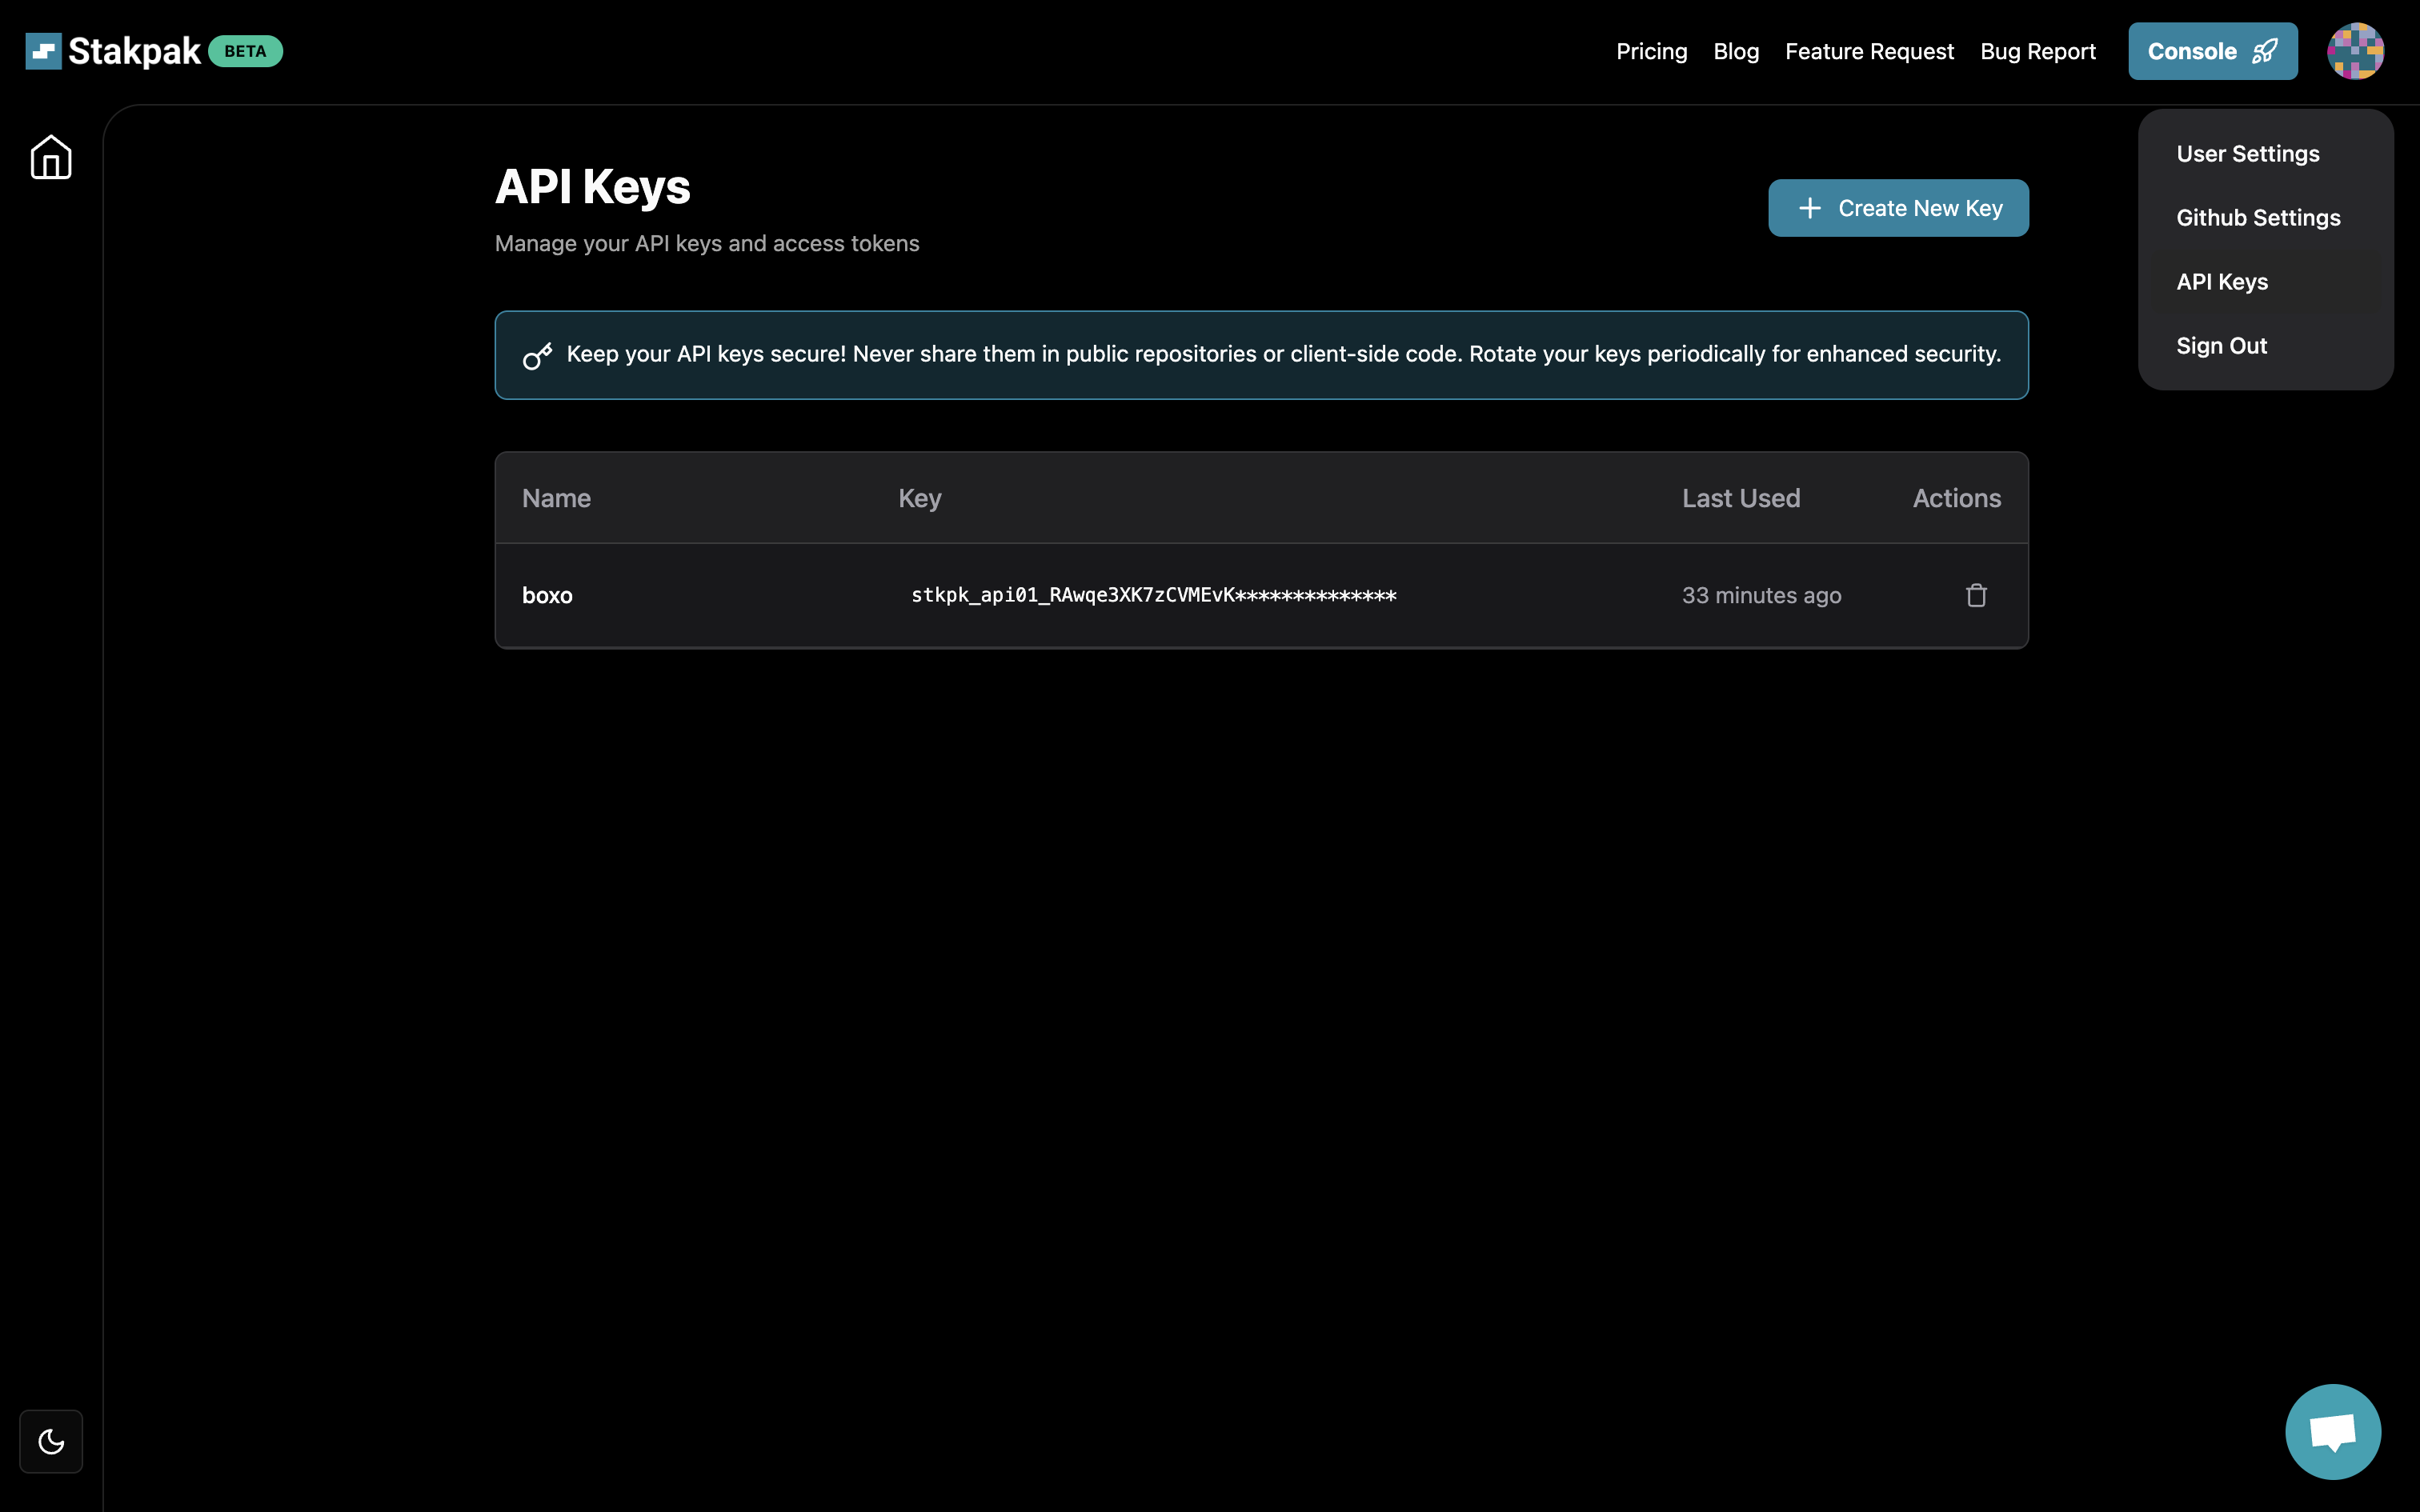 Stakpak BETA
Pricing Blog Feature Request Bug Report Console
User Settings
Github Settings
API Keys
Sign Out
API Keys
Manage your API keys and access tokens
Create New Key
Keep your API keys secure! Never share them in public repositories or client-side code. Rotate your keys periodically for enhanced security.
Name Key Last Used Actions
boxo stkpk_api01_RAwqe3XK7zCVMEvK************** 33 minutes ago